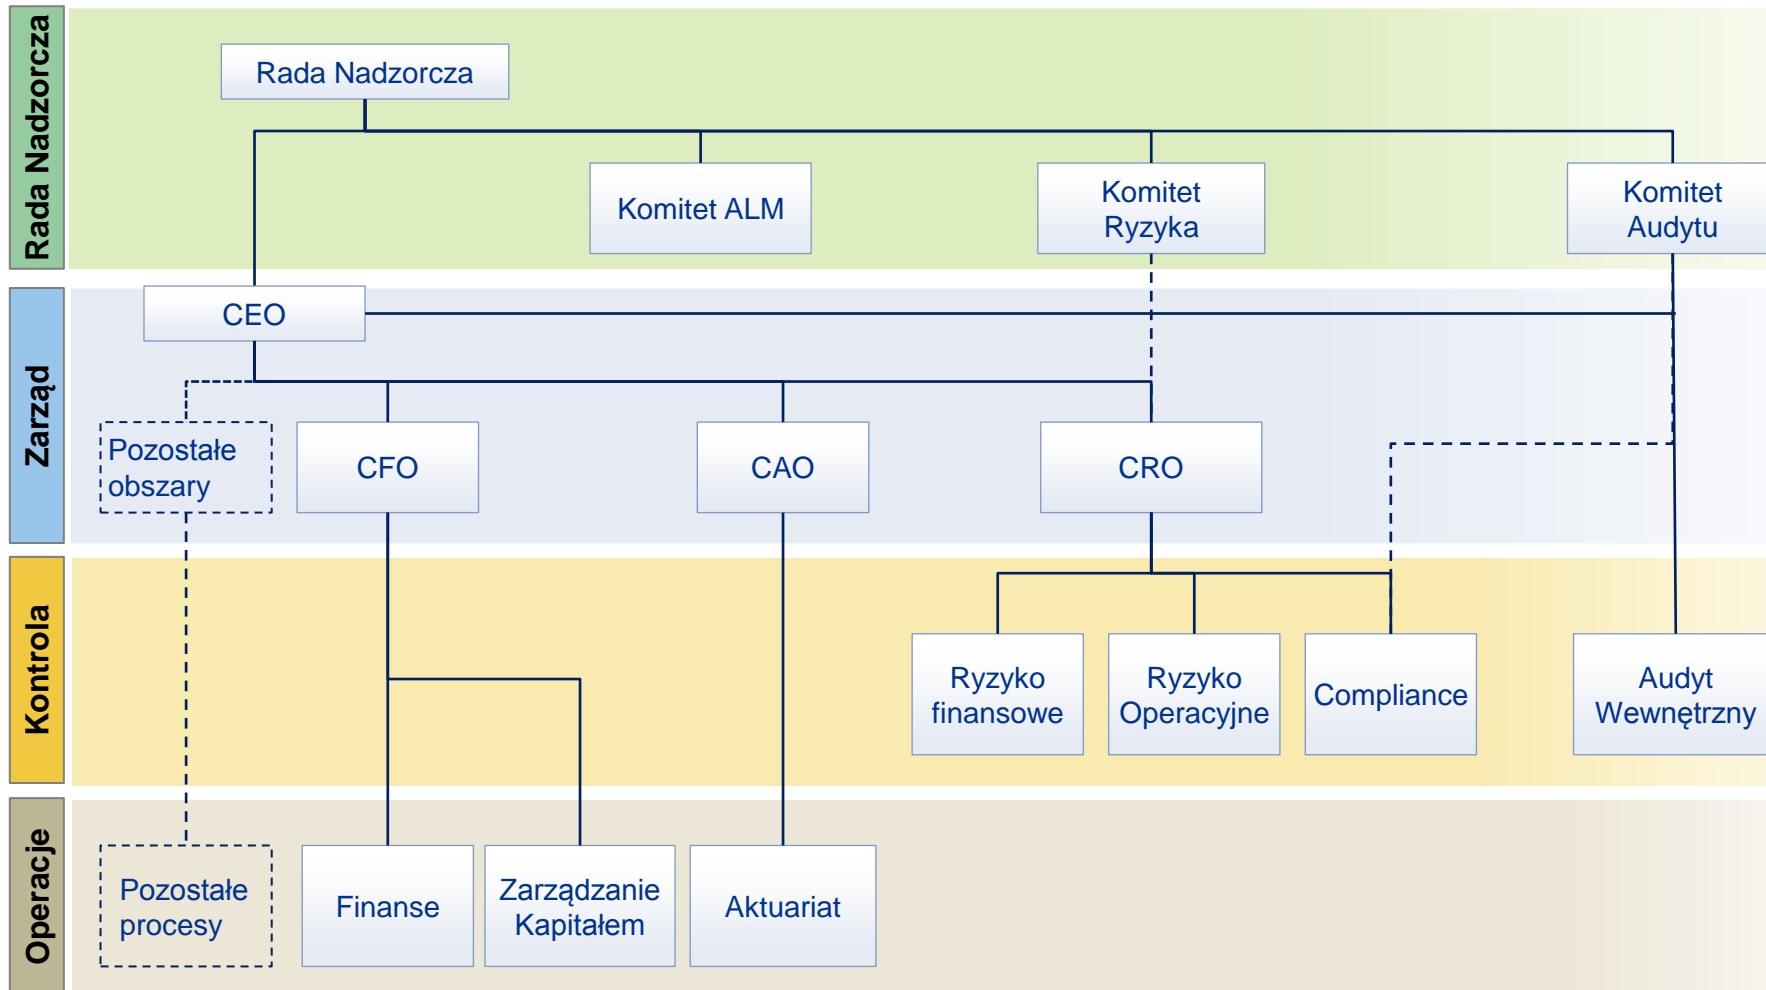 Rada Nadzorcza
Rada Nadzorcza
Komitet ALM
Komitet
Ryzyka
Komitet
Audytu
Zarząd
CEO
Pozostałe
obszary
CFO
CAO
CRO
Kontrola
Ryzyko
finansowe
Ryzyko
Operacyjne
Compliance
Audyt
Wewnętrzny
Operacje
Pozostałe
procesy
Finanse
Zarządzanie
Kapitałem
Aktuariat